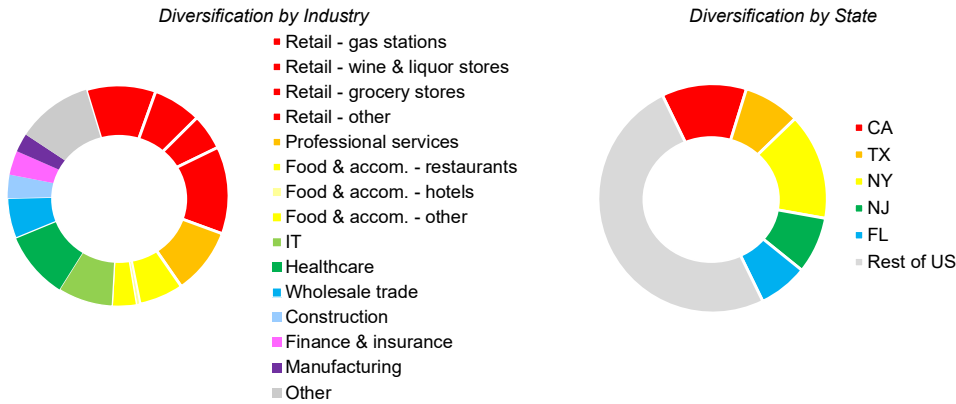 Diversification by Industry
Retail - gas stations
Retail - wine & liquor stores
Retail - grocery stores
Retail - other
Professional services
Food & accom. - restaurants
Food & accom. - hotels
Food & accom. - other
IT
Healthcare
Wholesale trade
Construction
Finance & insurance
Manufacturing
Other
Diversification by State
CA
TX
NY
NJ
FL
Rest of US